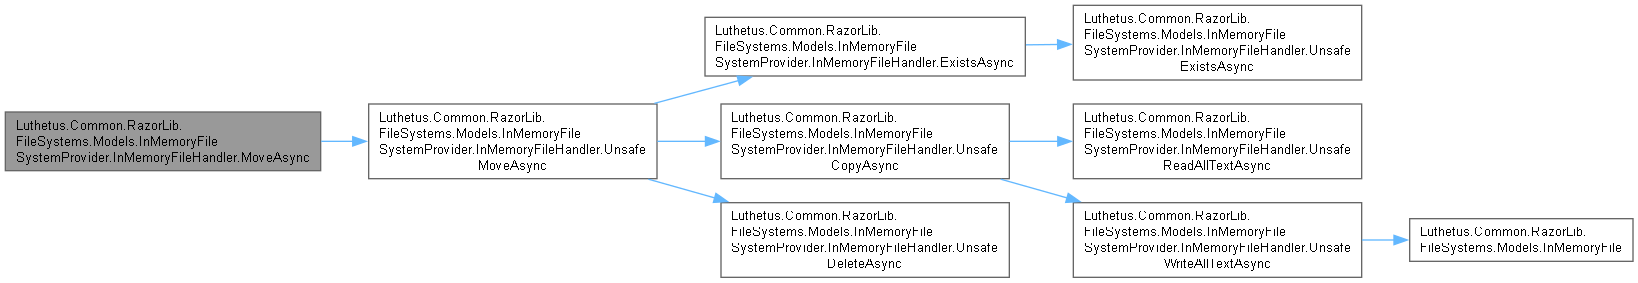 Luthetus.Common.RazorLib.
FileSystems.Models.InMemoryFile
SystemProvider.InMemoryFileHandler.MoveAsync
Luthetus.Common.RazorLib.
FileSystems.Models.InMemoryFile
SystemProvider.InMemoryFileHandler.Unsafe
MoveAsync
Luthetus.Common.RazorLib.
FileSystems.Models.InMemoryFile
SystemProvider.InMemoryFileHandler.ExistsAsync
Luthetus.Common.RazorLib.
FileSystems.Models.InMemoryFile
SystemProvider.InMemoryFileHandler.Unsafe
ExistsAsync
Luthetus.Common.RazorLib.
FileSystems.Models.InMemoryFile
SystemProvider.InMemoryFileHandler.Unsafe
CopyAsync
Luthetus.Common.RazorLib.
FileSystems.Models.InMemoryFile
SystemProvider.InMemoryFileHandler.Unsafe
ReadAllTextAsync
Luthetus.Common.RazorLib.
FileSystems.Models.InMemoryFile
SystemProvider.InMemoryFileHandler.Unsafe
DeleteAsync
Luthetus.Common.RazorLib.
FileSystems.Models.InMemoryFile
SystemProvider.InMemoryFileHandler.Unsafe
WriteAllTextAsync
Luthetus.Common.RazorLib.
FileSystems.Models.InMemoryFile